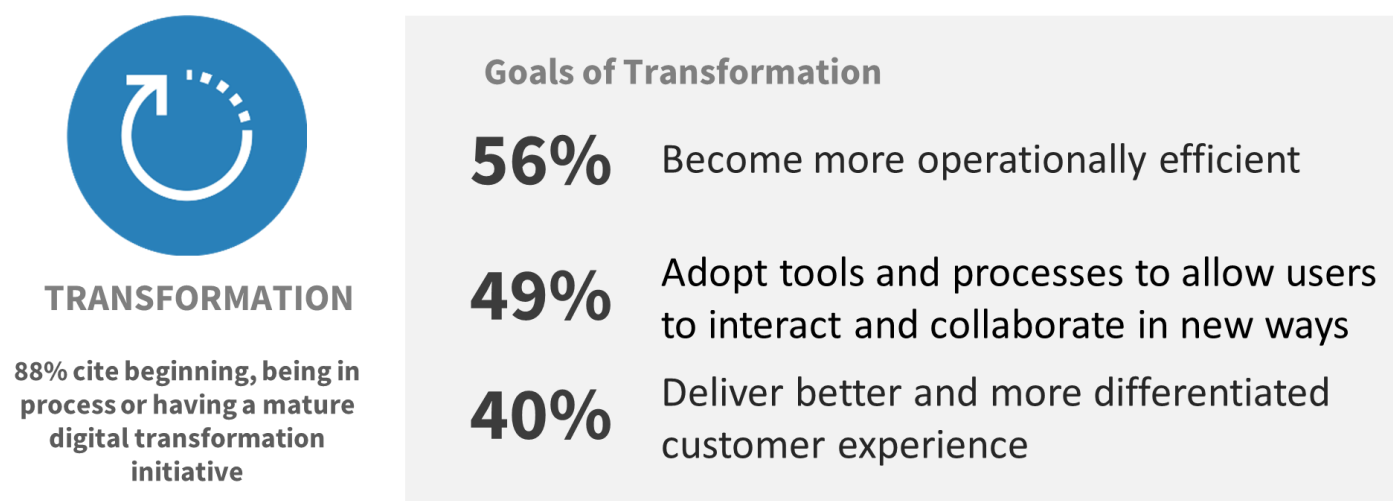 TRANSFORMATION
88% cite beginning, being in
process or having a mature
digital transformation
initiative
Goals of Transformation
56% Become more operationally efficient
49% Adopt tools and processes to allow users
to interact and collaborate in new ways
40% Deliver better and more differentiated
customer experience